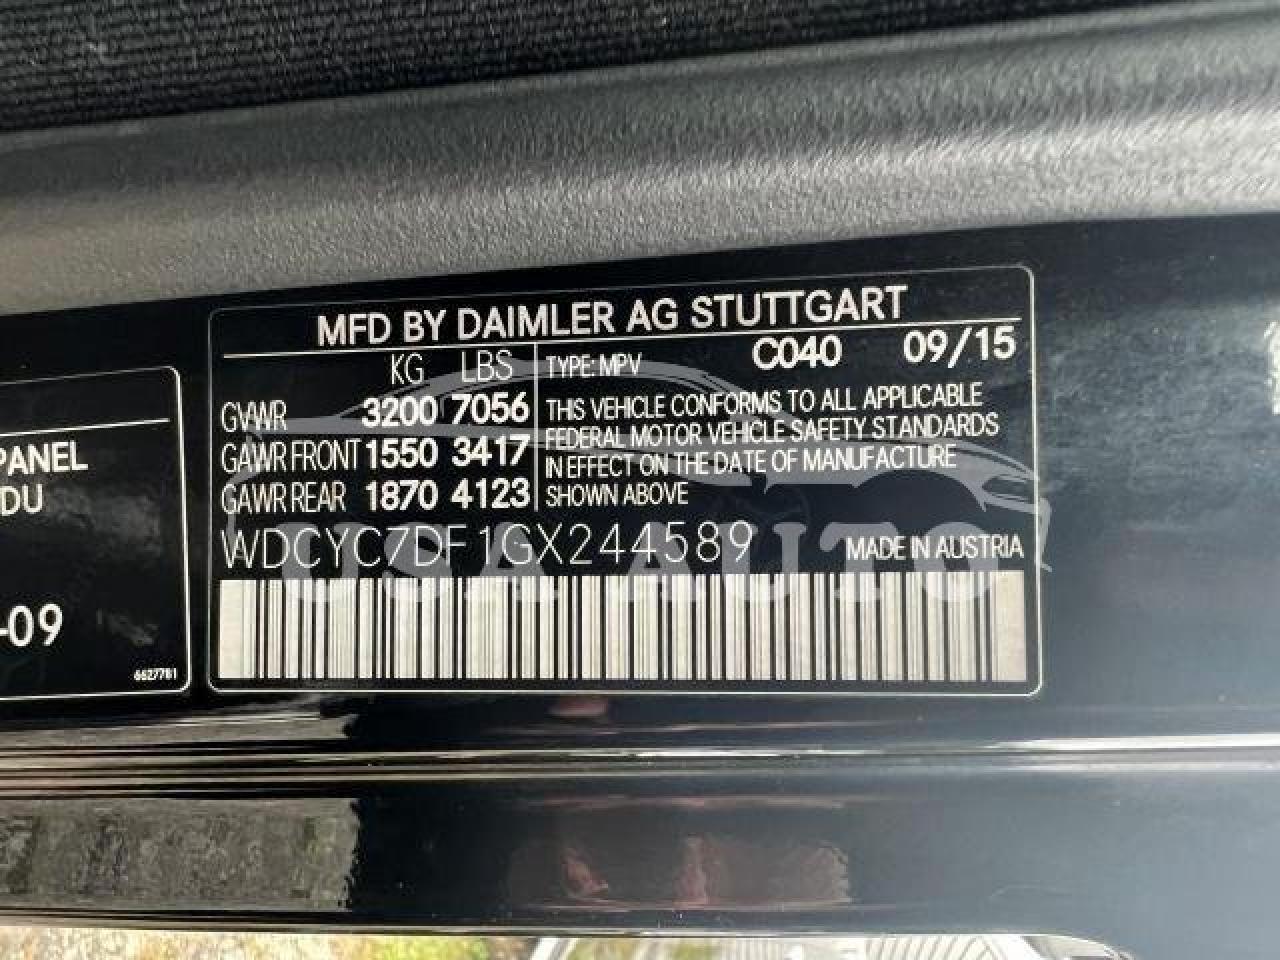 MFD BY DAIMLER AG STUTTGART
KG LBS TYPE: MPV C040 09/15
GVWR 3200 7056 THIS VEHICLE CONFORMS TO ALL APPLICABLE
GAWR FRONT 1550 3417 FEDERAL MOTOR VEHICLE SAFETY STANDARDS
IN EFFECT ON THE DATE OF MANUFACTURE
GAWR REAR 1870 4123 SHOWN ABOVE
WDCYC7DF1GX244589 MADE IN AUSTRIA
USA AUTO
PANEL
DU
-09
6627781